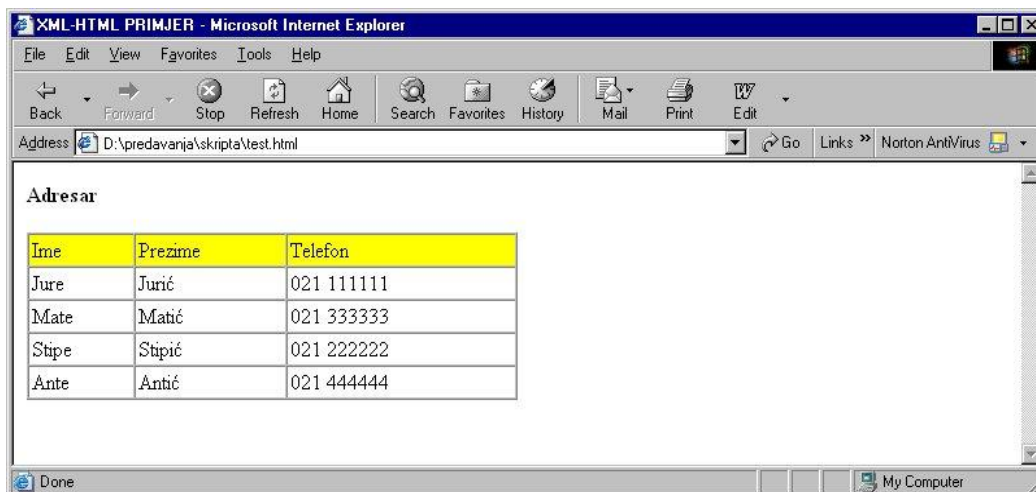 XML-HTML PRIMJER - Microsoft Internet Explorer
File Edit View Favorites Tools Help
Back Forward Stop Refresh Home Search Favorites History Mail Print Edit
Address D:\predavanja\skripta\test.html Go Links » Norton AntiVirus
Adresar
Ime Prezime Telefon
Jure Jurić 021 111111
Mate Matić 021 333333
Stipe Stipić 021 222222
Ante Antić 021 444444
Done My Computer